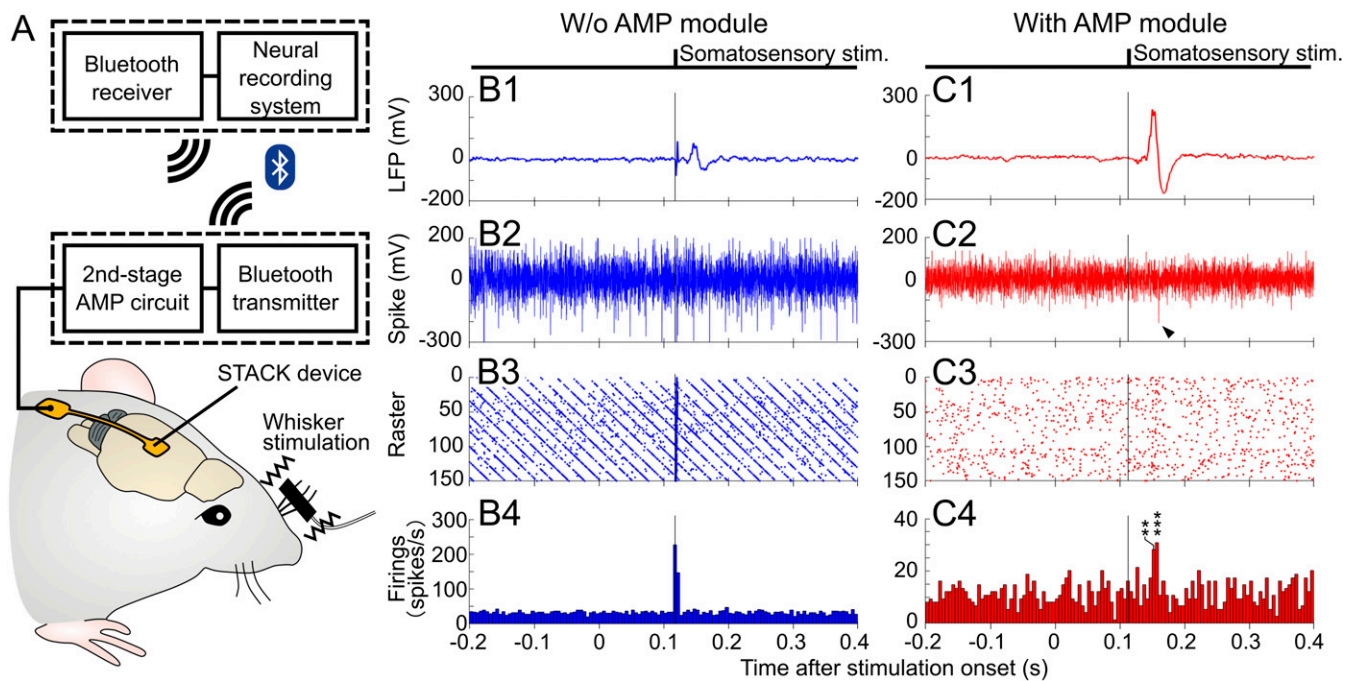 A
Bluetooth
receiver
Neural
recording
system
2nd-stage
AMP circuit
Bluetooth
transmitter
STACK device
Whisker
stimulation
W/o AMP module
Somatosensory stim.
B1
LFP (mV)
300
0
-200
B2
Spike (mV)
200
0
-300
B3
Raster
0
50
100
150
B4
Firings
(spikes/s)
300
200
100
50
0
-0.2
-0.1
0
0.1
0.2
0.3
0.4
With AMP module
Somatosensory stim.
C1
300
0
-200
C2
200
0
-300
C3
0
50
100
150
C4
**
***
40
20
10
0
-0.2
-0.1
0
0.1
0.2
0.3
0.4
Time after stimulation onset (s)